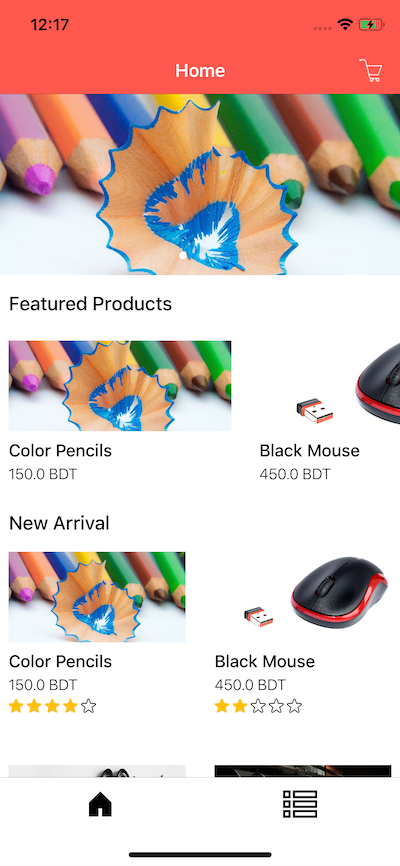 12:17
Home
Featured Products
Color Pencils
150.0 BDT
Black Mouse
450.0 BDT
New Arrival
Color Pencils
150.0 BDT
Black Mouse
450.0 BDT